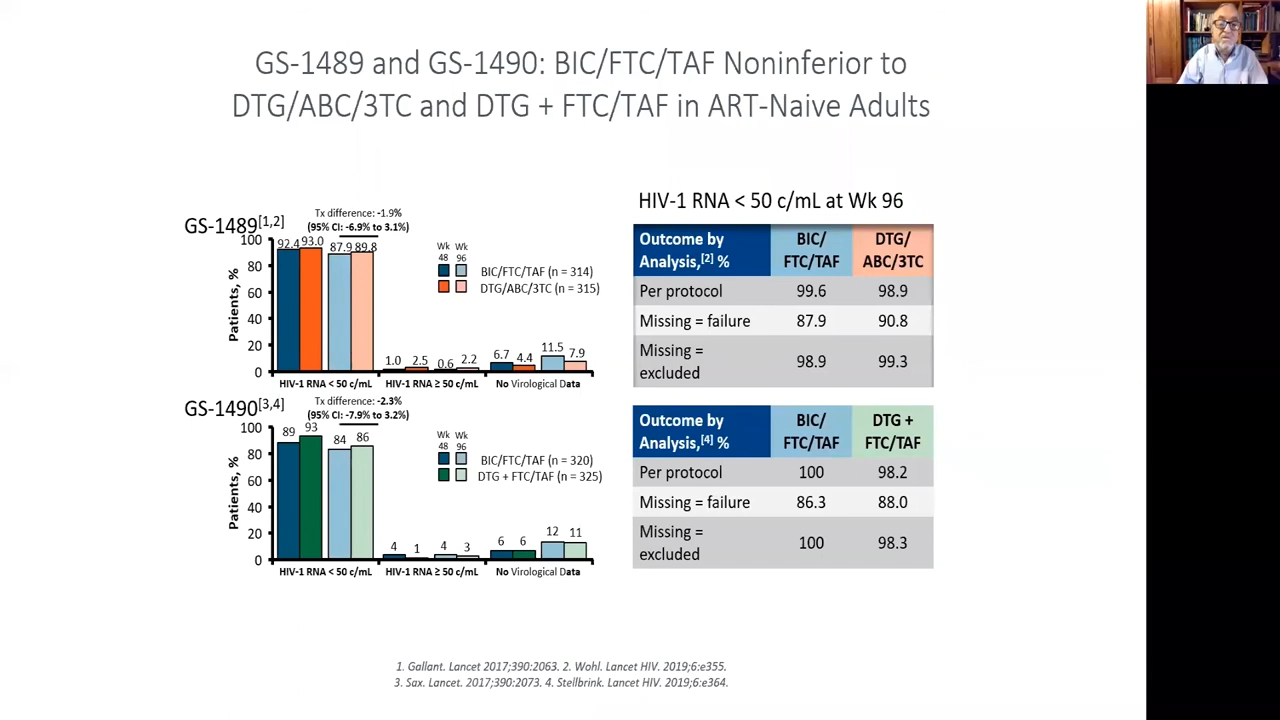 GS-1489 and GS-1490: BIC/FTC/TAF Noninferior to
DTG/ABC/3TC and DTG + FTC/TAF in ART-Naive Adults
GS-1489[1,2]
Tx difference: -1.9%
(95% CI: -6.9% to 3.1%)
Patients, %
100
80
60
40
20
0
92.4 93.0 87.9 89.8
1.0 2.5 0.6 2.2
6.7 4.4 11.5 7.9
HIV-1 RNA < 50 c/mL HIV-1 RNA ≥ 50 c/mL No Virological Data
Wk Wk
48 96
BIC/FTC/TAF (n = 314)
DTG/ABC/3TC (n = 315)
GS-1490[3,4]
Tx difference: -2.3%
(95% CI: -7.9% to 3.2%)
Patients, %
100
80
60
40
20
0
89 93 84 86
4 1 4 3
6 6 12 11
HIV-1 RNA < 50 c/mL HIV-1 RNA ≥ 50 c/mL No Virological Data
Wk Wk
48 96
BIC/FTC/TAF (n = 320)
DTG + FTC/TAF (n = 325)
HIV-1 RNA < 50 c/mL at Wk 96
Outcome by Analysis,[2] % BIC/ FTC/TAF DTG/ ABC/3TC
Per protocol 99.6 98.9
Missing = failure 87.9 90.8
Missing = excluded 98.9 99.3
Outcome by Analysis,[4] % BIC/ FTC/TAF DTG + FTC/TAF
Per protocol 100 98.2
Missing = failure 86.3 88.0
Missing = excluded 100 98.3
1. Gallant. Lancet 2017;390:2063. 2. Wohl. Lancet HIV. 2019;6:e355.
3. Sax. Lancet. 2017;390:2073. 4. Stellbrink. Lancet HIV. 2019;6:e364.